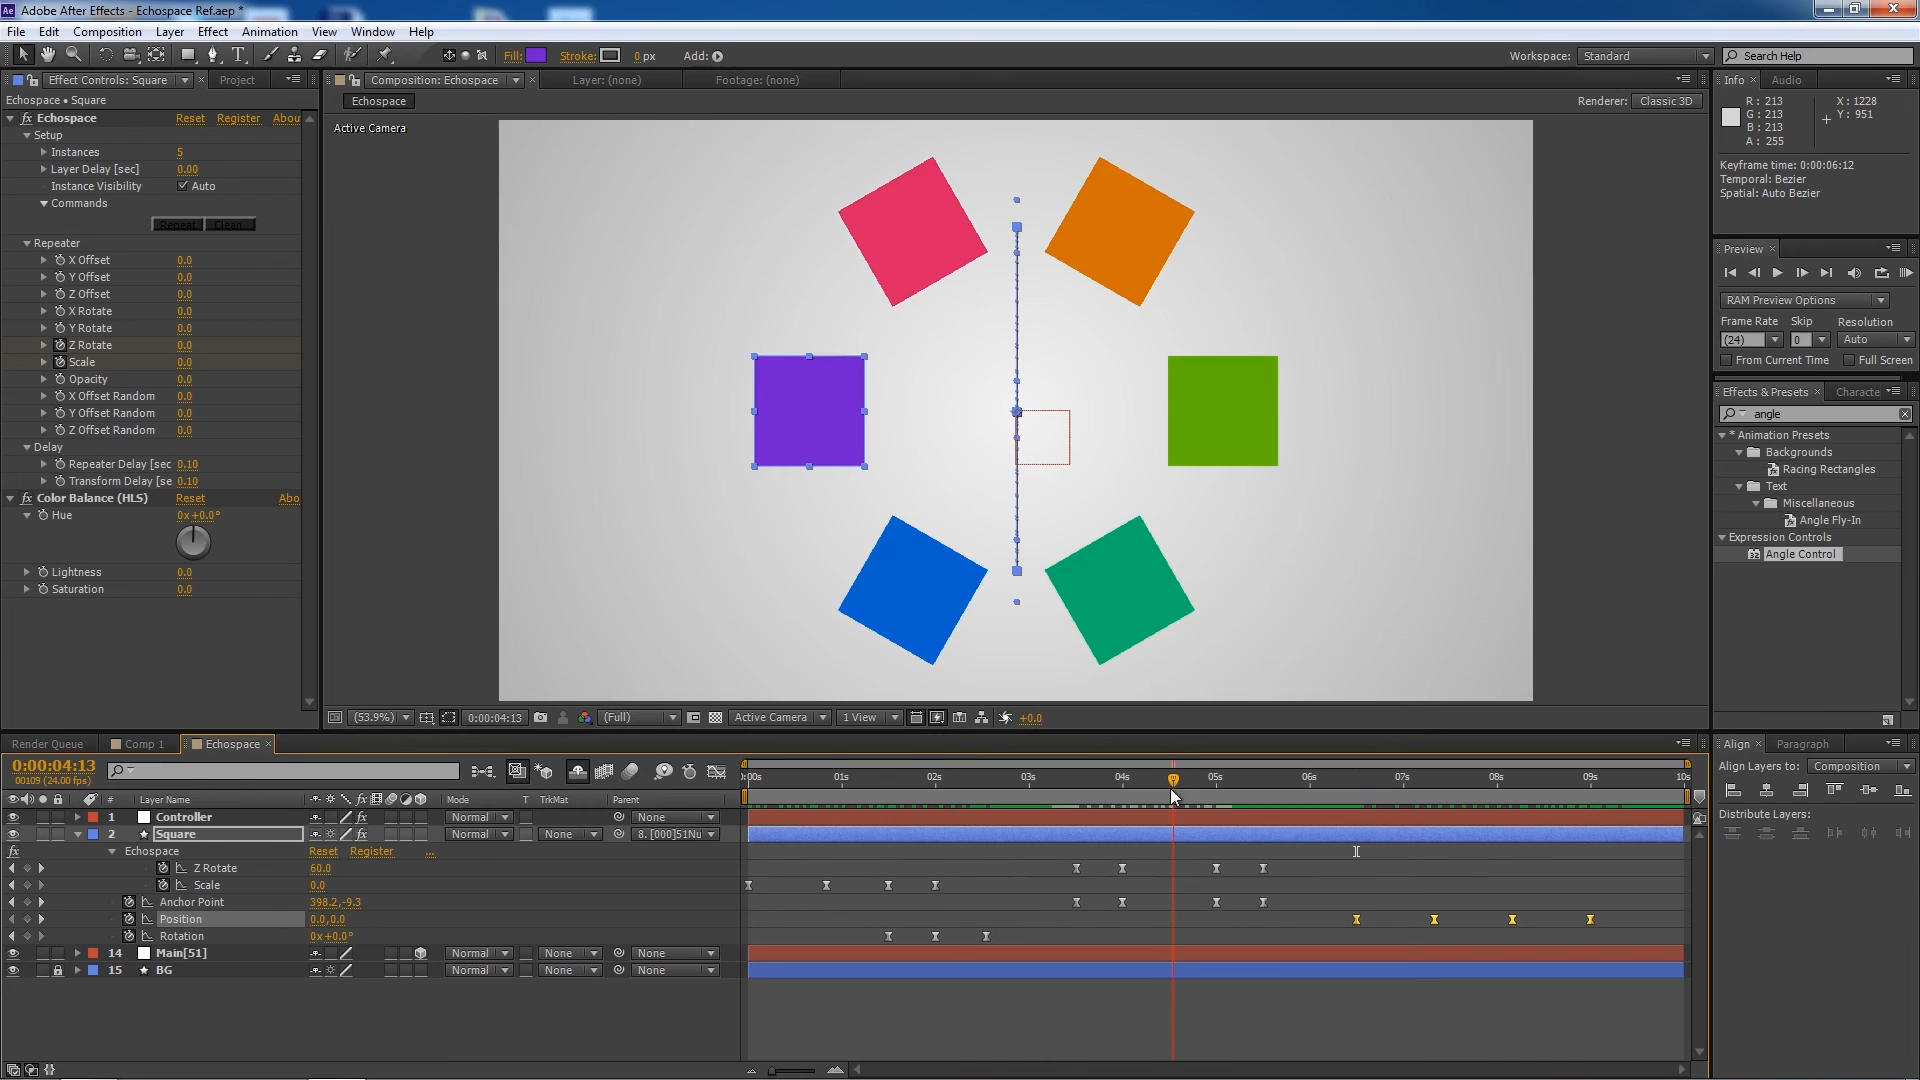 Adobe After Effects - Echospace Ref.aep *
File Edit Composition Layer Effect Animation View Window Help
Fill: Stroke: 0 px Add: Workspace: Standard Search Help
Effect Controls: Square Project Composition: Echospace Layer: (none) Footage: (none) Info Audio
Echospace • Square
Echospace Renderer: Classic 3D
Active Camera
Echospace Reset Register Abou
Setup
Instances 5
Layer Delay [sec] 0.00
Instance Visibility Auto
Commands
Repeat Clean
Repeater
X Offset 0.0
Y Offset 0.0
Z Offset 0.0
X Rotate 0.0
Y Rotate 0.0
Z Rotate 0.0
Scale 0.0
Opacity 0.0
X Offset Random 0.0
Y Offset Random 0.0
Z Offset Random 0.0
Delay
Repeater Delay [sec 0.10
Transform Delay [se 0.10
Color Balance (HLS) Reset Abo
Hue 0x+0.0°
Lightness 0.0
Saturation 0.0
R : 213 X : 1228
G : 213 Y : 951
B : 213
A : 255
Keyframe time: 0:00:06:12
Temporal: Bezier
Spatial: Auto Bezier
Preview
RAM Preview Options
Frame Rate Skip Resolution
(24) 0 Auto
From Current Time Full Screen
Effects & Presets Characte
angle
* Animation Presets
Backgrounds
Racing Rectangles
Text
Miscellaneous
Angle Fly-In
Expression Controls
32 Angle Control
(53.9%) 0:00:04:13 (Full) Active Camera 1 View +0.0
Render Queue Comp 1 Echospace
0:00:04:13
00109 (24.00 fps)
:00s 01s 02s 03s 04s 05s 06s 07s 08s 09s 10s
# Layer Name Mode T TrkMat Parent
1 Controller Normal None
2 Square Normal None 8. [000]51Nu
Echospace Reset Register ...
Z Rotate 60.0
Scale 0.0
Anchor Point 398.2,-9.3
Position 0.0,0.0
Rotation 0x+0.0°
14 Main[51] Normal None None
15 BG Normal None None
Align Paragraph
Align Layers to: Composition
Distribute Layers: